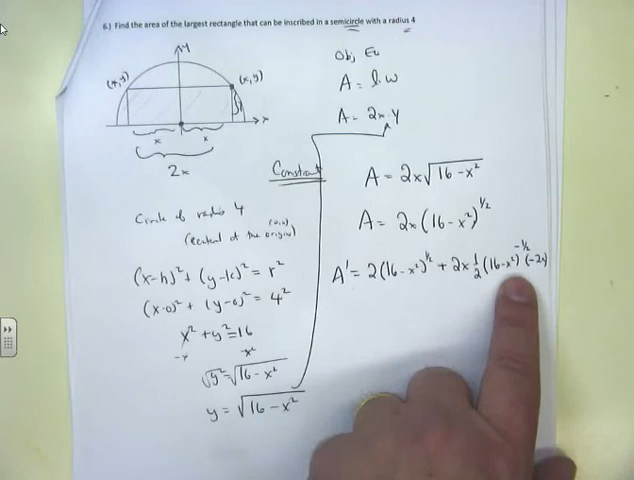 6.) Find the area of the largest rectangle that can be inscribed in a semicircle with a radius 4
y
(x,y)
(x,y)
x
x
x
2x
Obj Eq
A = l·w
A = 2x y
Constraint
Circle of radius 4
(0,0)
(centered at the origin)
(x-h)² + (y-k)² = r²
(x-0)² + (y-0)² = 4²
x² + y² = 16
-x²
√y² = √16 - x²
y = √16 - x²
A = 2x√16 - x²
A = 2x (16 - x²)^1/2
A' = 2(16 - x²)^1/2 + 2x 1/2 (16 - x²)^-1/2 (-2x)